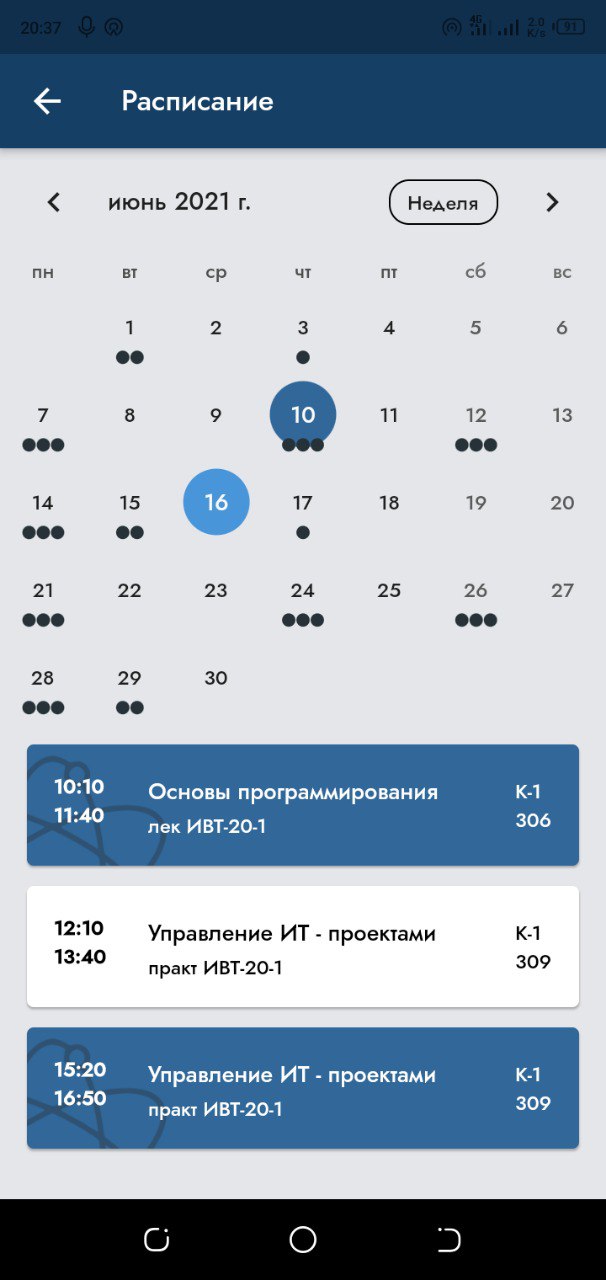 20:37 4G 2.0 K/s 91
Расписание
июнь 2021 г. Неделя
пн вт ср чт пт сб вс
1 2 3 4 5 6
7 8 9 10 11 12 13
14 15 16 17 18 19 20
21 22 23 24 25 26 27
28 29 30
10:10 Основы программирования К-1
11:40 лек ИВТ-20-1 306
12:10 Управление ИТ - проектами К-1
13:40 практ ИВТ-20-1 309
15:20 Управление ИТ - проектами К-1
16:50 практ ИВТ-20-1 309